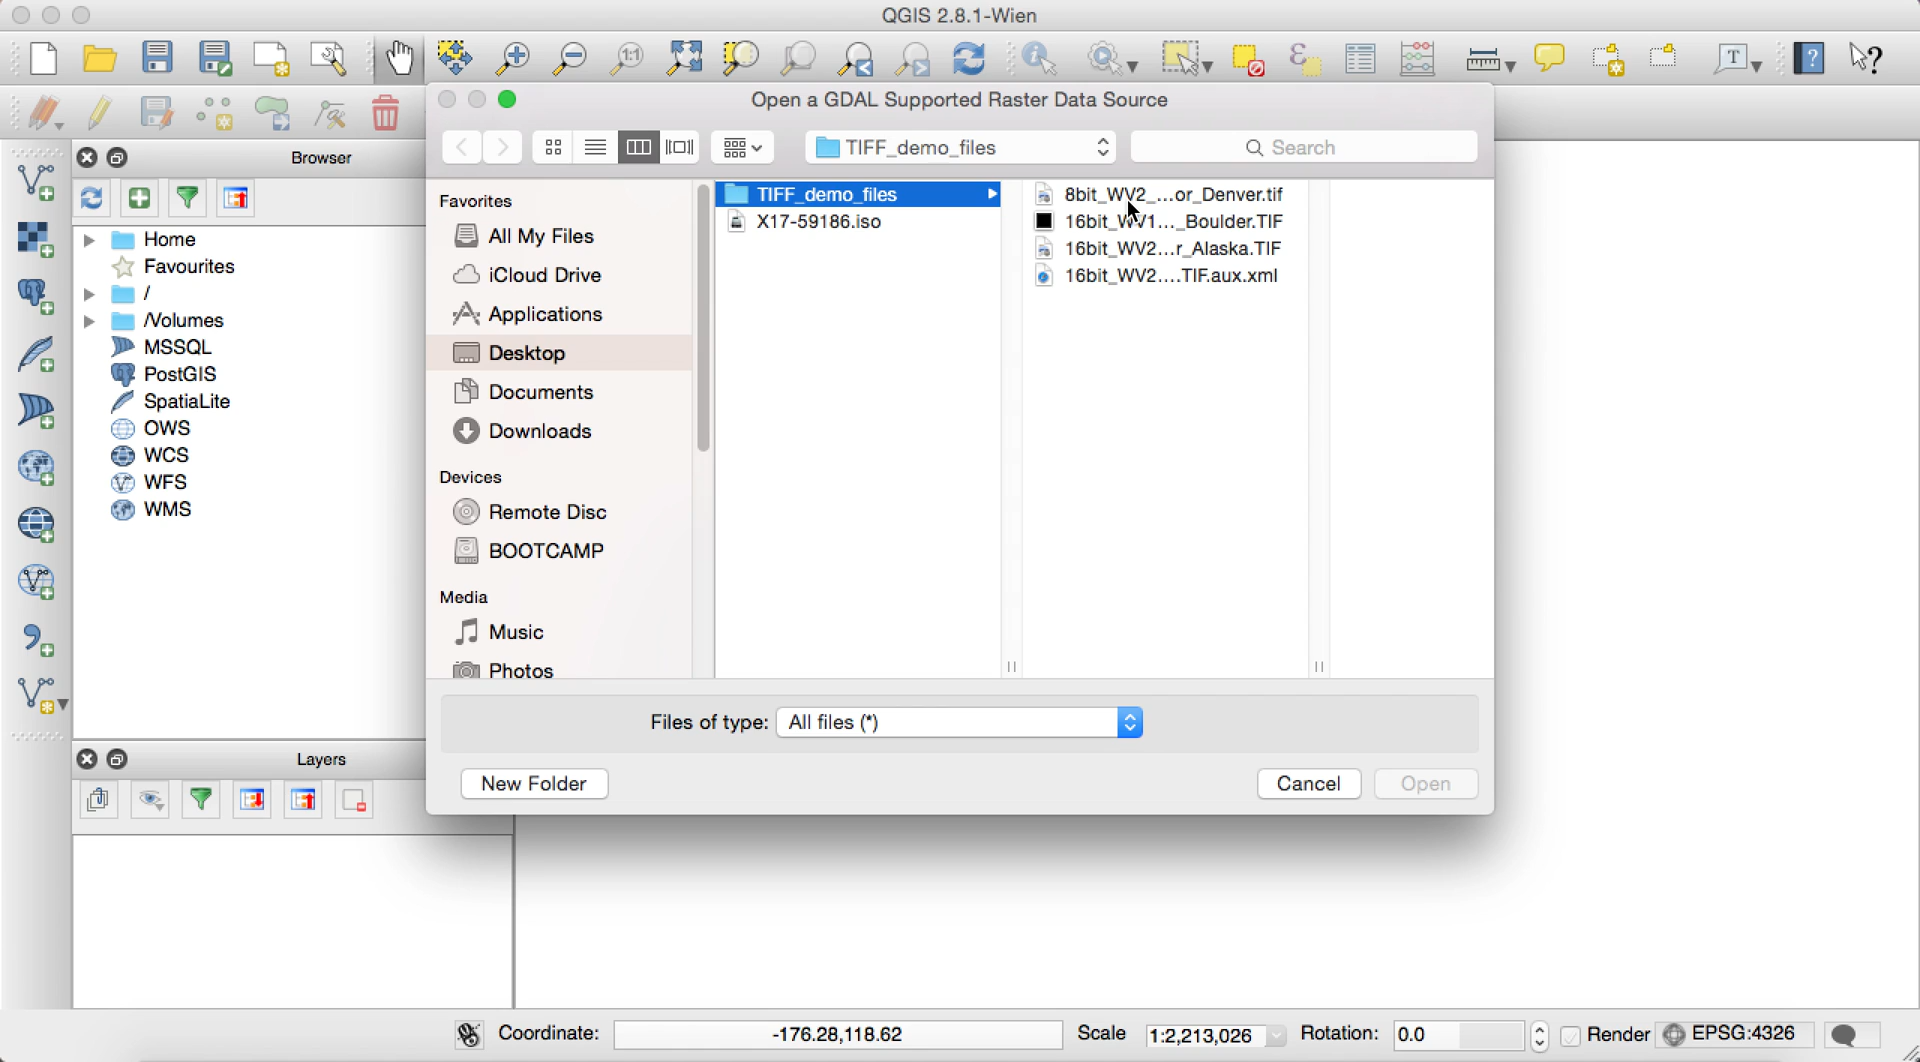 QGIS 2.8.1-Wien
Open a GDAL Supported Raster Data Source
TIFF_demo_files
Search
Browser
Home
Favourites
/
/Volumes
MSSQL
PostGIS
SpatiaLite
OWS
WCS
WFS
WMS
Favorites
All My Files
iCloud Drive
Applications
Desktop
Documents
Downloads
Devices
Remote Disc
BOOTCAMP
Media
Music
Photos
TIFF_demo_files
X17-59186.iso
8bit_WV2_...or_Denver.tif
16bit_WV1..._Boulder.TIF
16bit_WV2...r_Alaska.TIF
16bit_WV2....TIF.aux.xml
Files of type: All files (*)
New Folder
Cancel
Open
Layers
Coordinate: -176.28,118.62 Scale 1:2,213,026 Rotation: 0.0 Render EPSG:4326